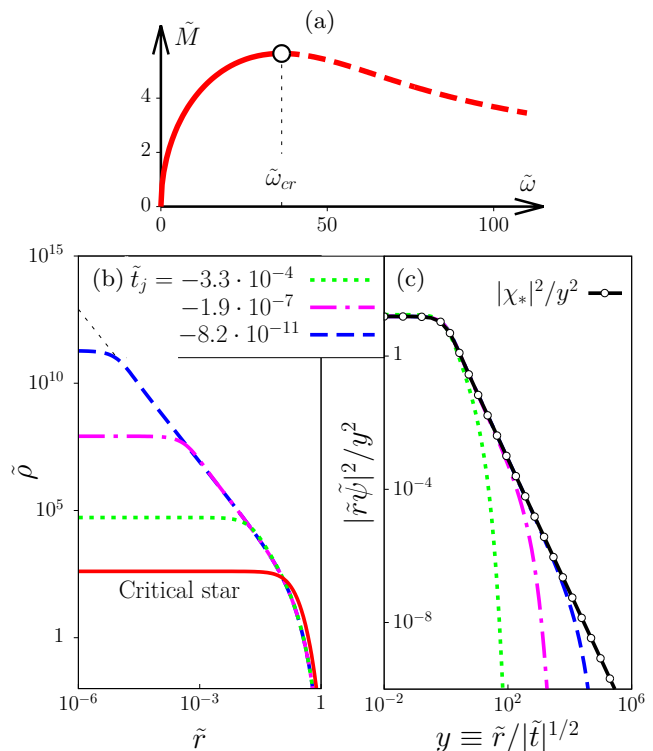 (a)
M̃
4
2
0
ω̃_cr
ω̃
0
50
100
(b) t̃_j = −3.3 · 10^−4
−1.9 · 10^−7
−8.2 · 10^−11
(c)
|χ_*|^2/y^2
10^15
10^10
10^5
1
ρ̃
Critical star
10^−6
10^−3
1
r̃
|r̃ψ̃|^2/y^2
1
10^−4
10^−8
10^−2
10^2
10^6
y ≡ r̃/|t̃|^1/2